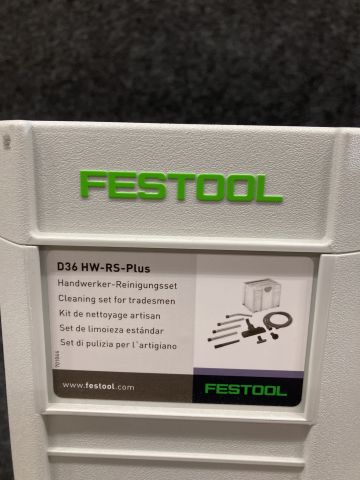 FESTOOL
D36 HW-RS-Plus
Handwerker-Reinigungsset
Cleaning set for tradesmen
Kit de nettoyage artisan
Set de limoieza estándar
Set di pulizia per l`artigiano
www.festool.com
FESTOOL